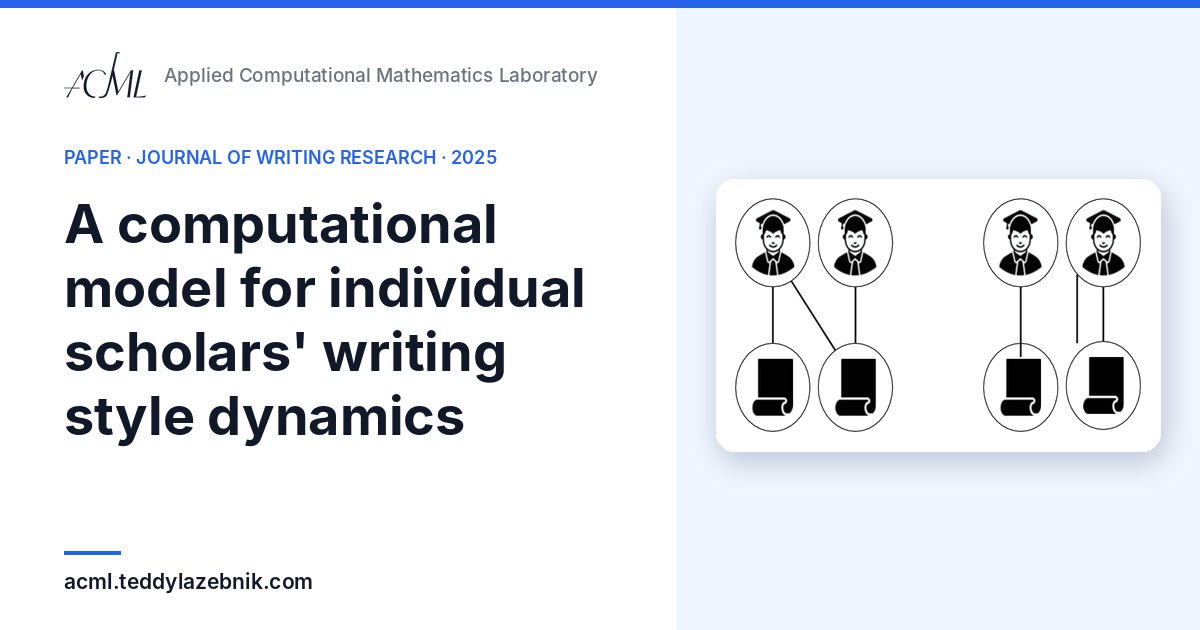 ACML
Applied Computational Mathematics Laboratory
PAPER · JOURNAL OF WRITING RESEARCH · 2025
A computational
model for individual
scholars' writing
style dynamics
acml.teddylazebnik.com